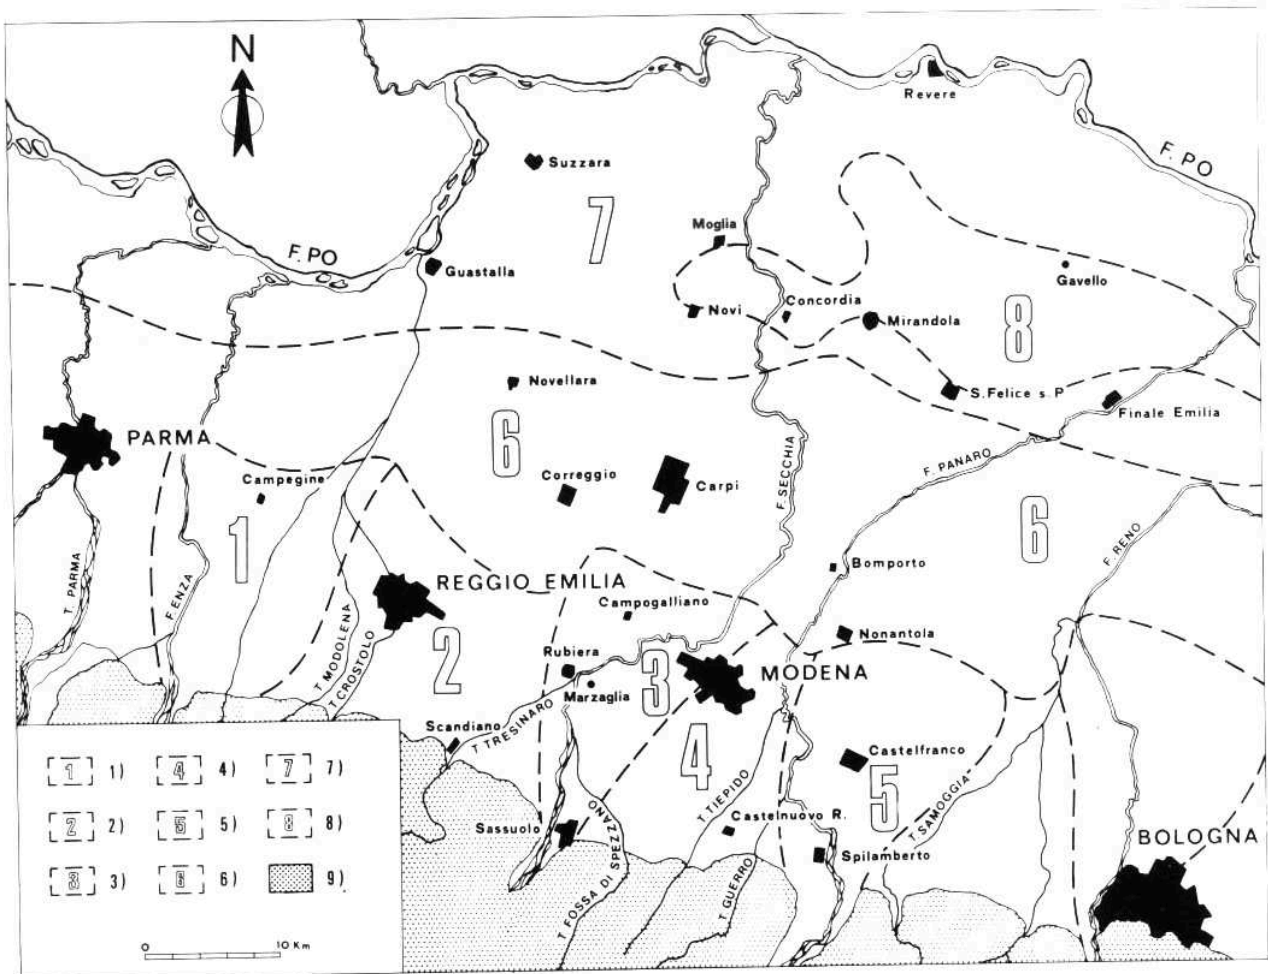 N
Revere
F. PO
Suzzara
7
Moglia
F. PO
Guastalla
Gavello
Novi
Concordia
Mirandola
8
Novellara
S. Felice s. P
Finale Emilia
PARMA
6
F. SECCHIA
F. PANARO
Campegine
Correggio
Carpi
1
6
F. RENO
T. PARMA
F. ENZA
REGGIO EMILIA
Bomporto
Campogalliano
T MODOLENA
T CROSTOLO
2
Nonantola
Rubiera
3
MODENA
Marzaglia
Scandiano
T TRESINARO
4
Castelfranco
5
1 1) 4 4) 7 7)
2 2) 5 5) 8 8)
3 3) 6 6) 9)
T. TIEPIDO
T. SAMOGGIA
Sassuolo
T FOSSA DI SPEZZANO
Castelnuovo R.
BOLOGNA
Spilamberto
T GUERRO
0 10 Km